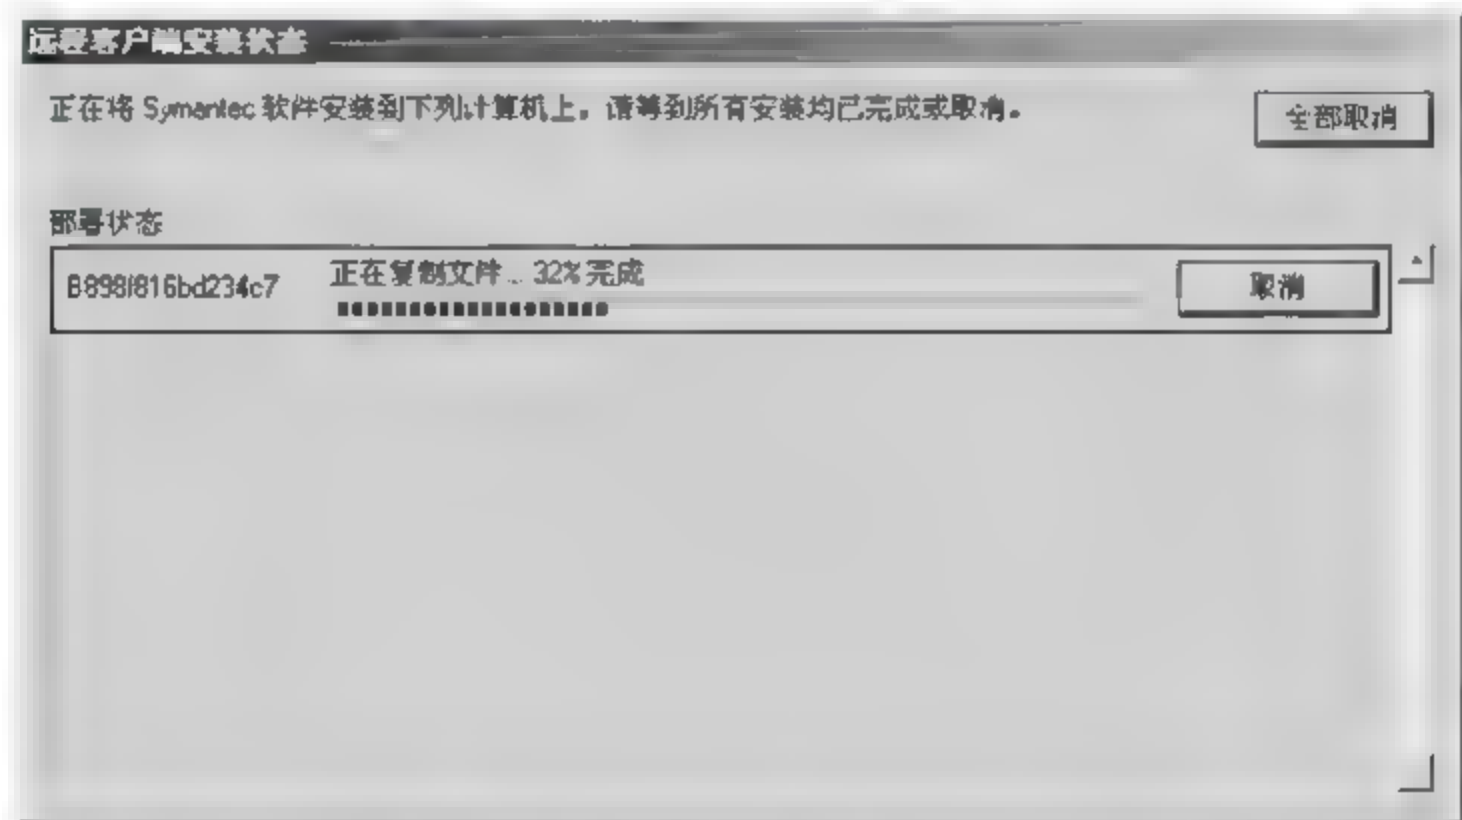 远程客户端安装状态
正在将 Symantec 软件安装到下列计算机上，请等到所有安装均已完成或取消。
全部取消
部署状态
B898f816bd234c7
正在复制文件... 32% 完成
取消